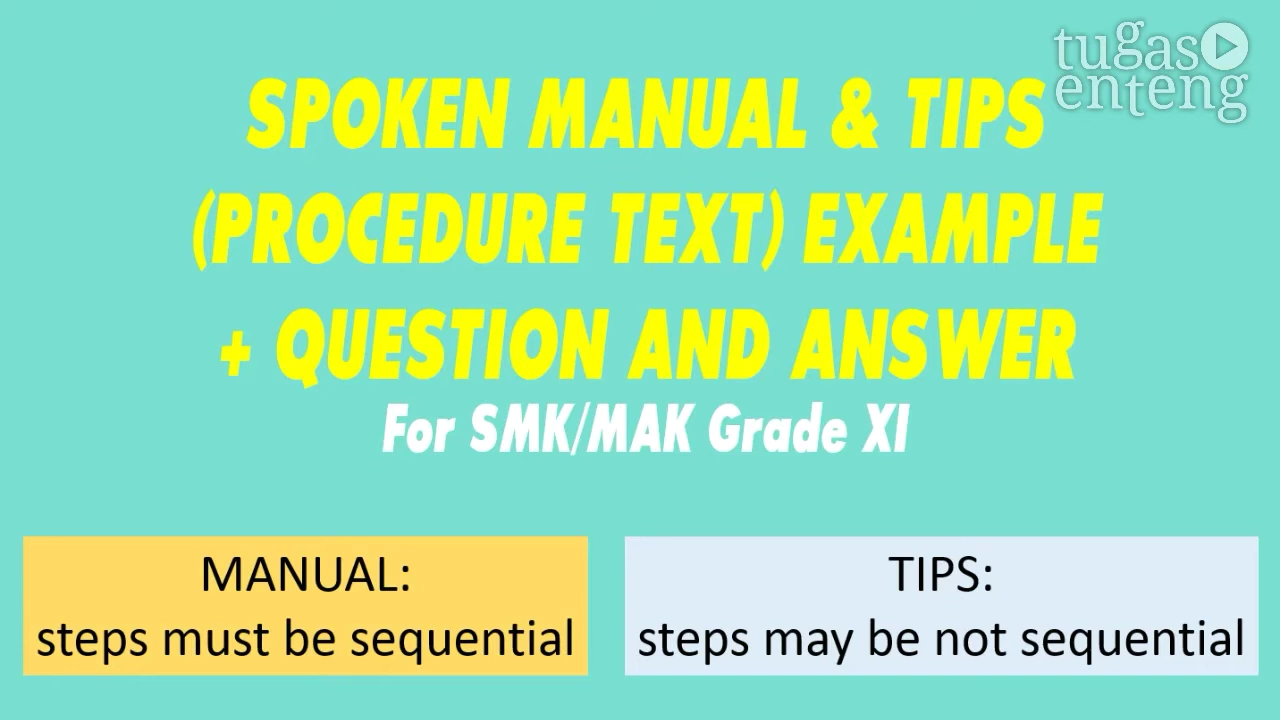 tugas
enteng
SPOKEN MANUAL & TIPS
(PROCEDURE TEXT) EXAMPLE
+ QUESTION AND ANSWER
For SMK/MAK Grade XI
MANUAL:
steps must be sequential
TIPS:
steps may be not sequential